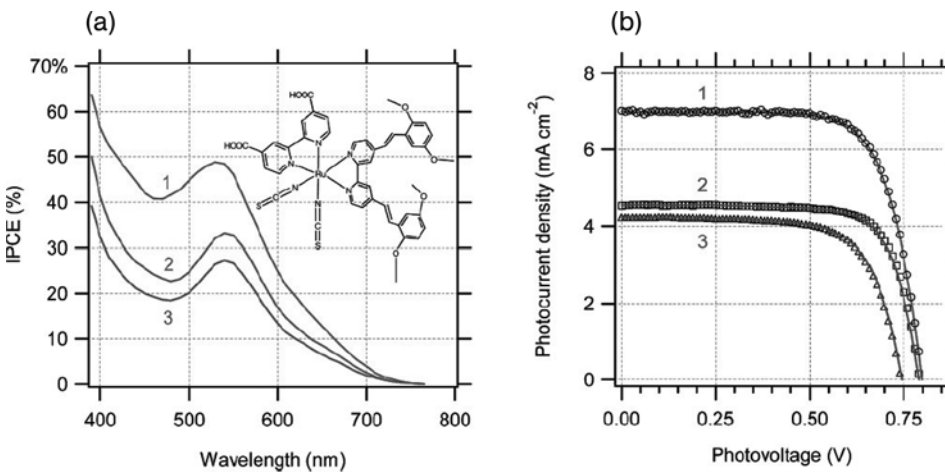 (a)
70%
60
50
40
30
20
10
0
IPCE (%)
400 500 600 700 800
Wavelength (nm)
1
2
3
HOOC
HOOC
N
N
N
N
Ru
N
C
S
N
C
S
O
O
O
O
(b)
8
6
4
2
0
Photocurrent density (mA cm⁻²)
0.00 0.25 0.50 0.75
Photovoltage (V)
1
2
3